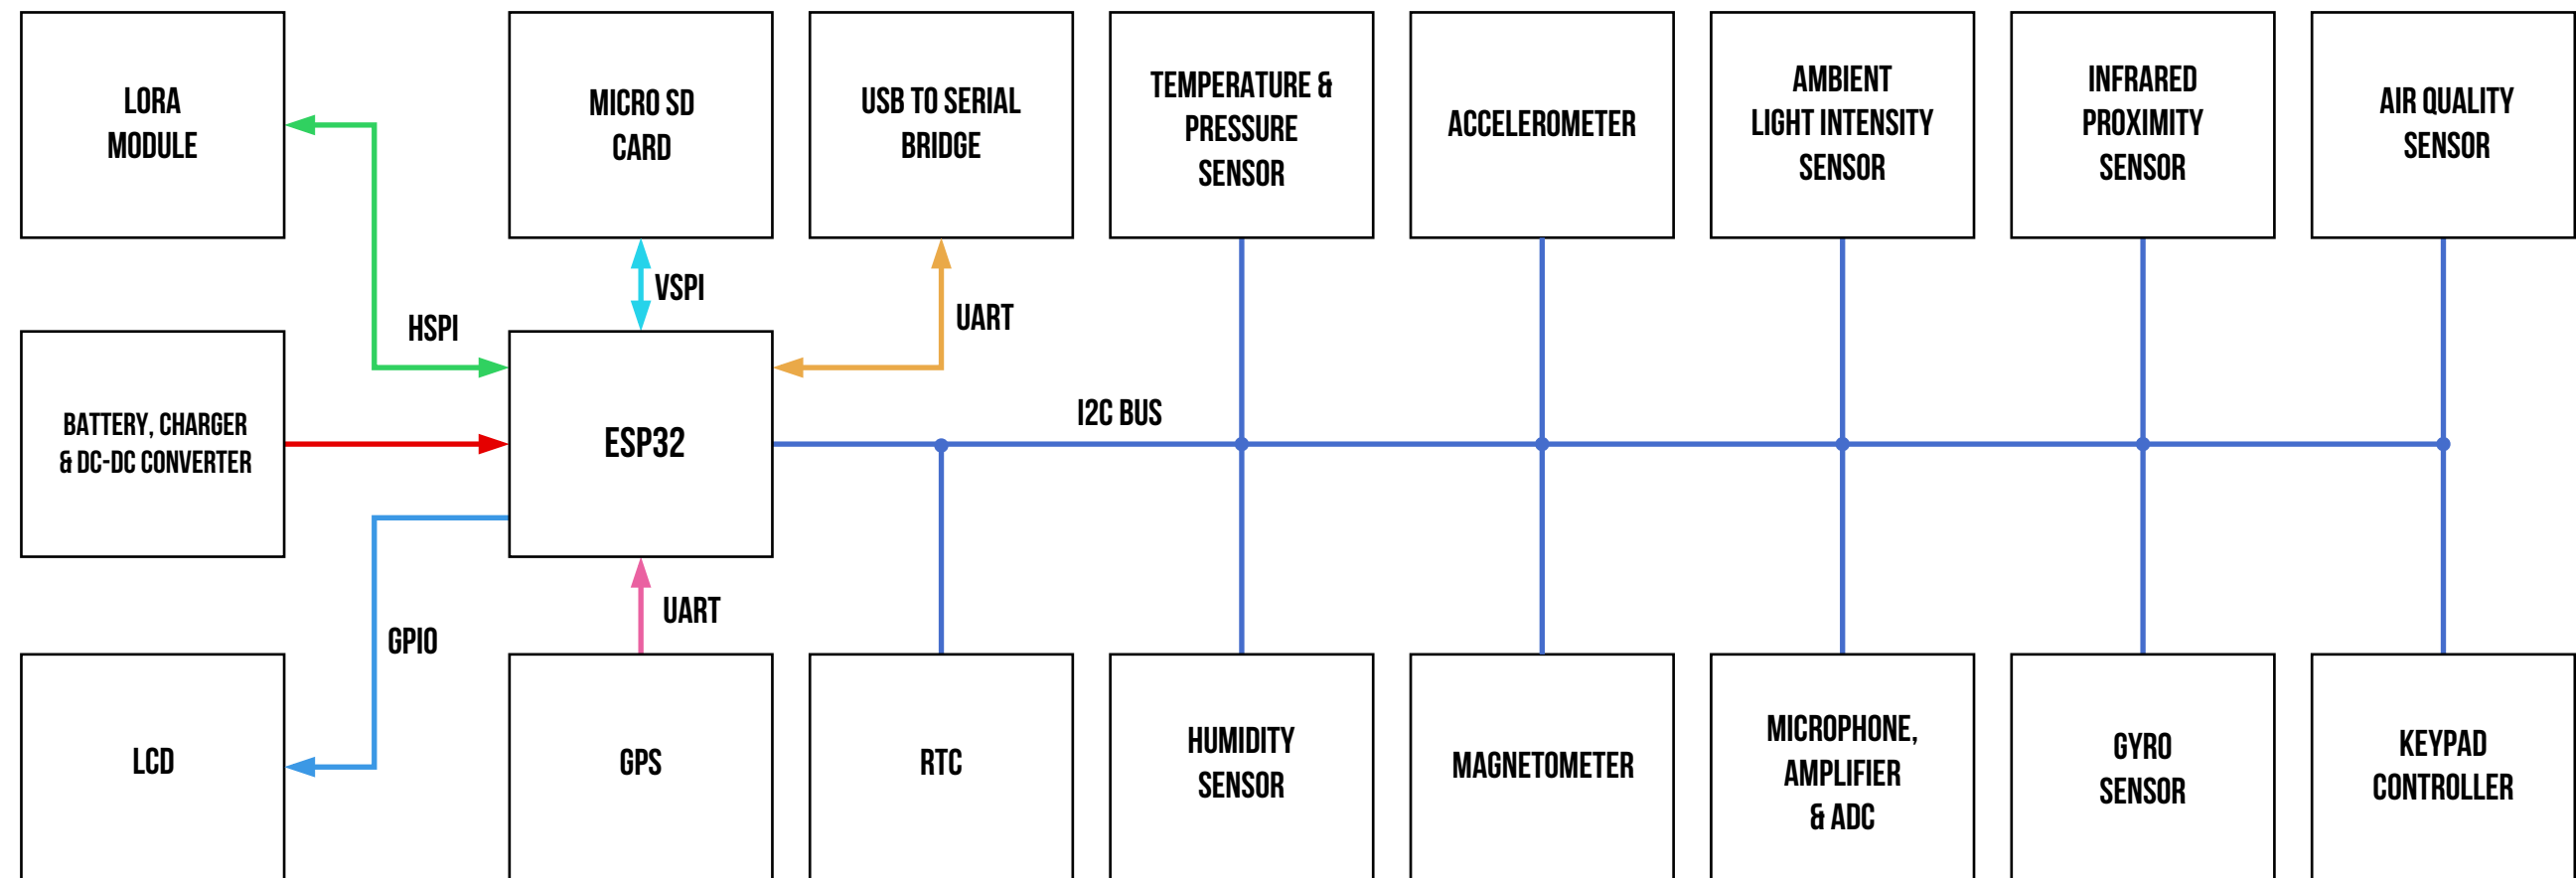 LORA
MODULE
MICRO SD
CARD
USB TO SERIAL
BRIDGE
TEMPERATURE &
PRESSURE
SENSOR
ACCELEROMETER
AMBIENT
LIGHT INTENSITY
SENSOR
INFRARED
PROXIMITY
SENSOR
AIR QUALITY
SENSOR
HSPI
VSPI
UART
BATTERY, CHARGER
& DC-DC CONVERTER
ESP32
I2C BUS
GPIO
UART
LCD
GPS
RTC
HUMIDITY
SENSOR
MAGNETOMETER
MICROPHONE,
AMPLIFIER
& ADC
GYRO
SENSOR
KEYPAD
CONTROLLER